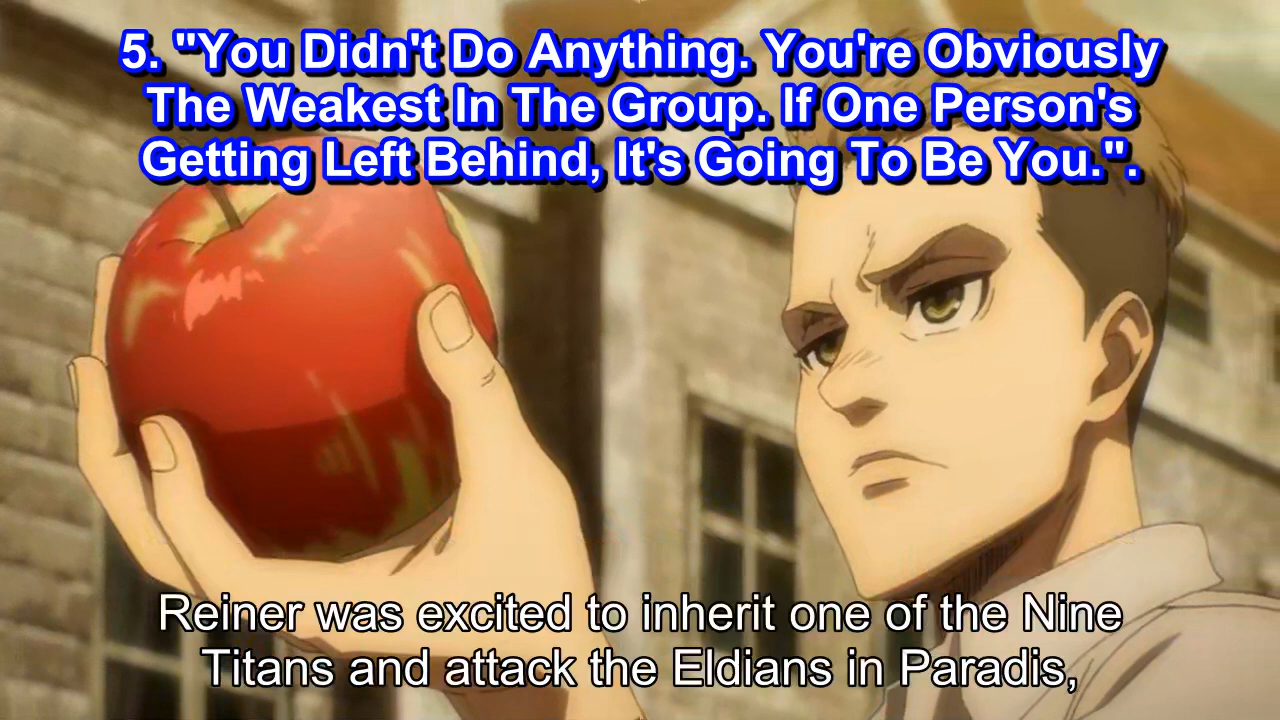 5. "You Didn't Do Anything. You're Obviously
The Weakest In The Group. If One Person's
Getting Left Behind, It's Going To Be You.".
Reiner was excited to inherit one of the Nine
Titans and attack the Eldians in Paradis,